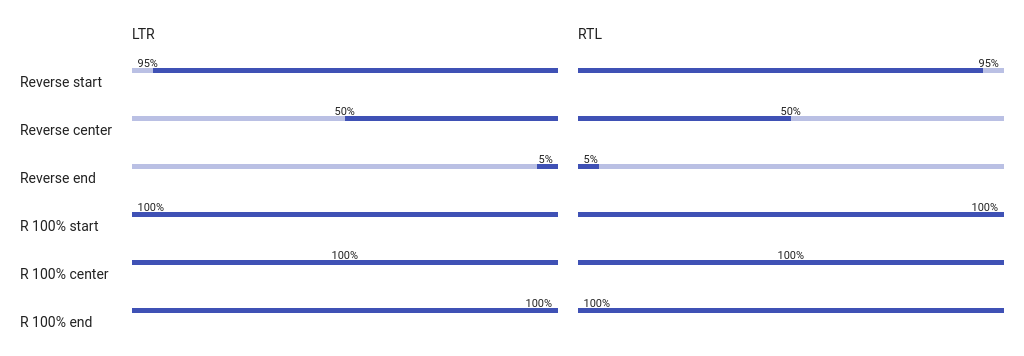 LTR RTL
95% 95%
Reverse start
50% 50%
Reverse center
5% 5%
Reverse end
100% 100%
R 100% start
100% 100%
R 100% center
100% 100%
R 100% end